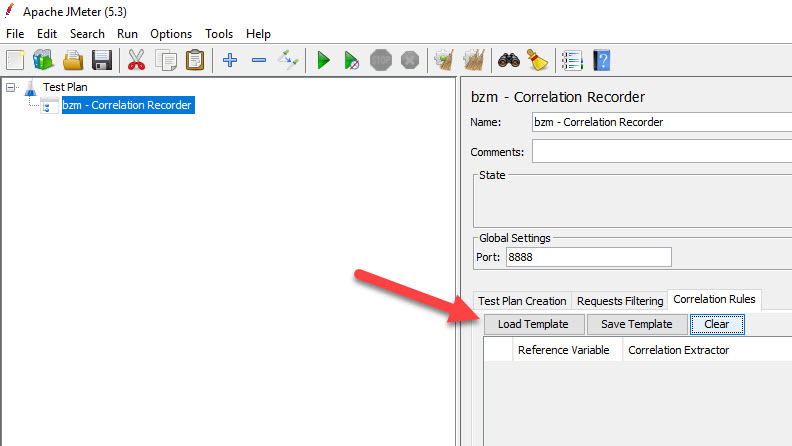 Apache JMeter (5.3)
File Edit Search Run Options Tools Help
STOP
Test Plan
bzm - Correlation Recorder
bzm - Correlation Recorder
Name: bzm - Correlation Recorder
Comments:
State
Global Settings
Port: 8888
Test Plan Creation Requests Filtering Correlation Rules
Load Template Save Template Clear
Reference Variable Correlation Extractor